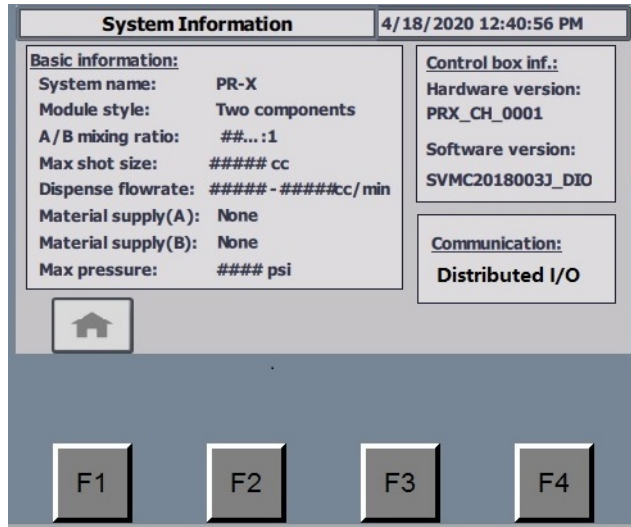 System Information
4/18/2020 12:40:56 PM
Basic information:
System name: PR-X
Module style: Two components
A/B mixing ratio: ##...:1
Max shot size: ##### cc
Dispense flowrate: ##### - #####cc/min
Material supply(A): None
Material supply(B): None
Max pressure: #### psi
Control box inf.:
Hardware version:
PRX_CH_0001
Software version:
SVMC2018003J_DIO
Communication:
Distributed I/O
F1
F2
F3
F4